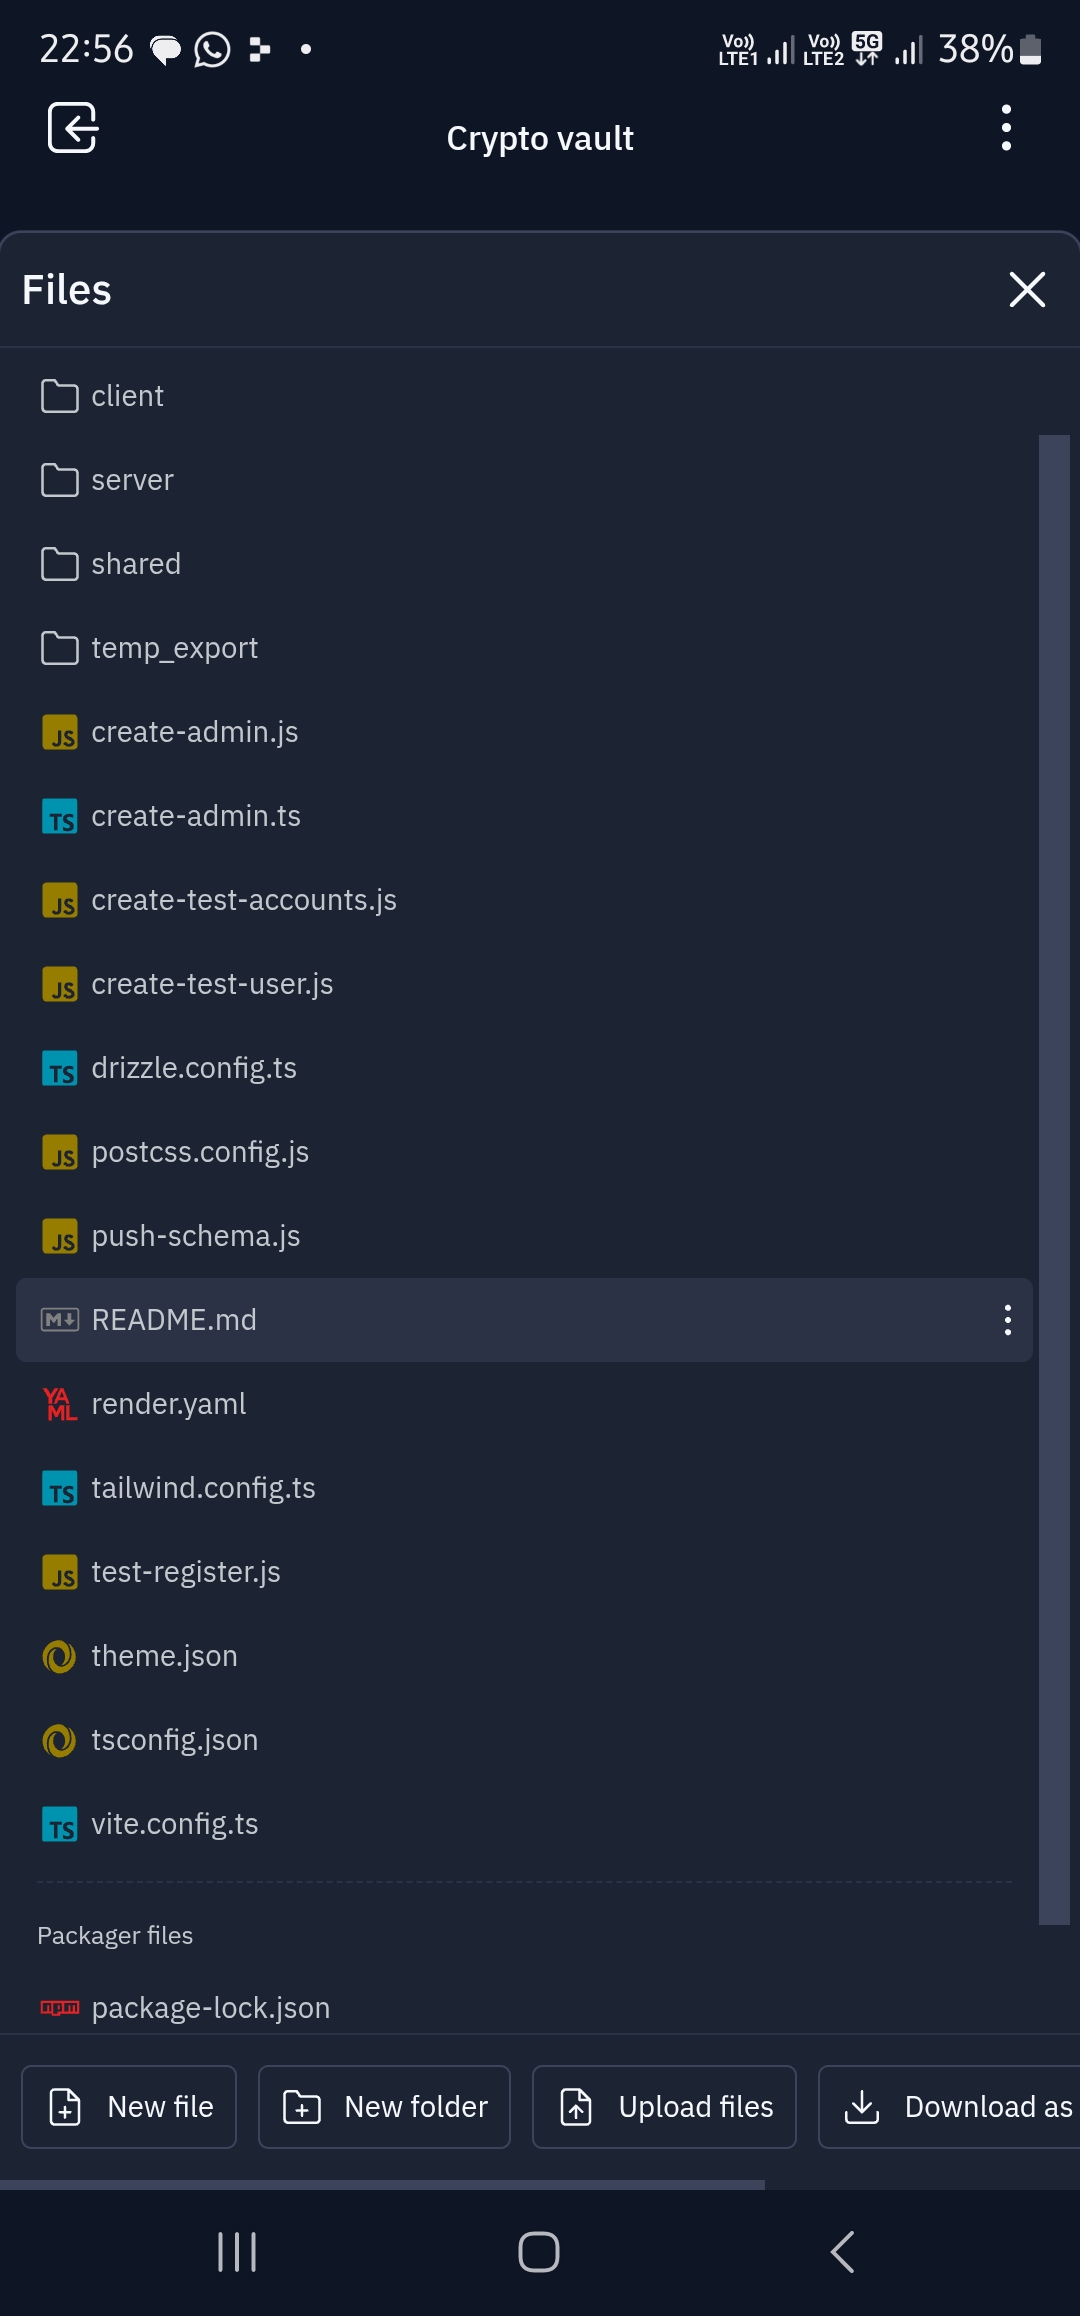 22:56
Vo)) LTE1 Vo)) LTE2 5G 38%
Crypto vault
Files
client
server
shared
temp_export
JS create-admin.js
TS create-admin.ts
JS create-test-accounts.js
JS create-test-user.js
TS drizzle.config.ts
JS postcss.config.js
JS push-schema.js
M README.md
YAML render.yaml
TS tailwind.config.ts
JS test-register.js
theme.json
tsconfig.json
TS vite.config.ts
Packager files
npm package-lock.json
New file
New folder
Upload files
Download as